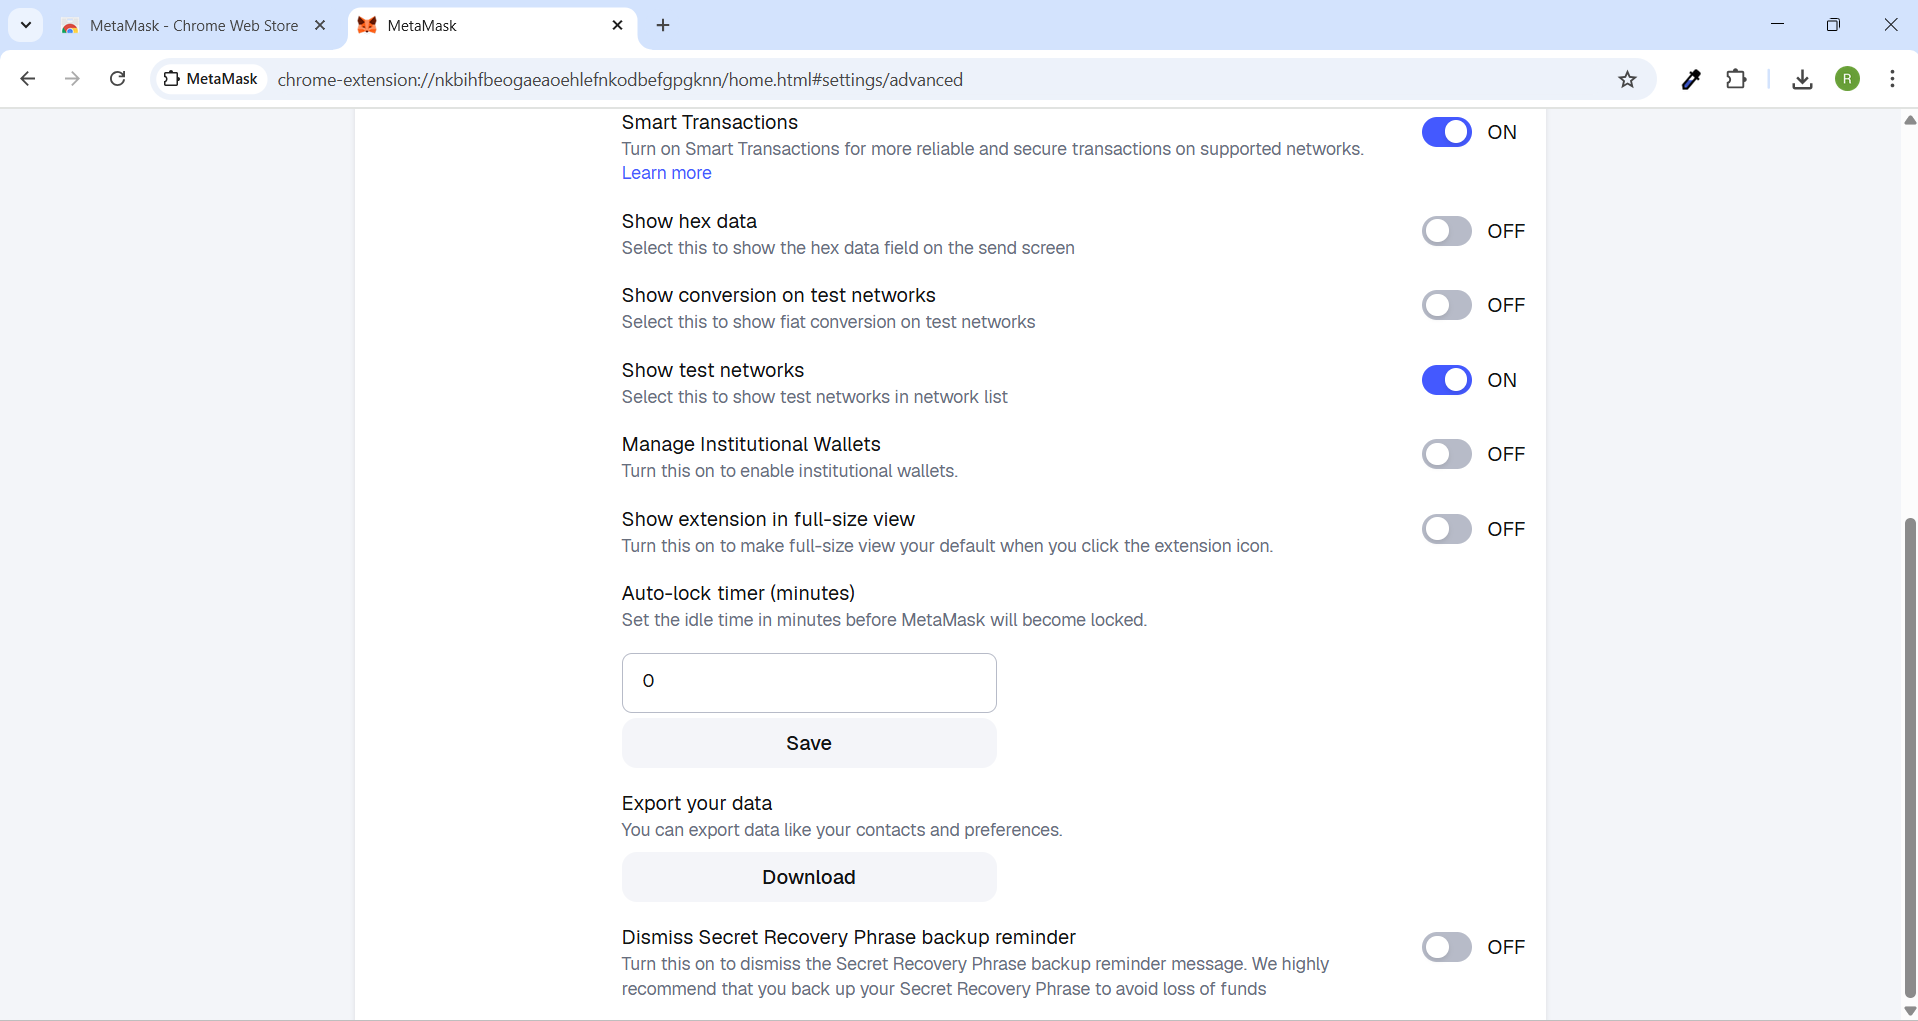 MetaMask - Chrome Web Store
MetaMask
MetaMask
chrome-extension://nkbihfbeogaeaoehlefnkodbefgpgknn/home.html#settings/advanced
R
Smart Transactions
ON
Turn on Smart Transactions for more reliable and secure transactions on supported networks.
Learn more
Show hex data
OFF
Select this to show the hex data field on the send screen
Show conversion on test networks
OFF
Select this to show fiat conversion on test networks
Show test networks
ON
Select this to show test networks in network list
Manage Institutional Wallets
OFF
Turn this on to enable institutional wallets.
Show extension in full-size view
OFF
Turn this on to make full-size view your default when you click the extension icon.
Auto-lock timer (minutes)
Set the idle time in minutes before MetaMask will become locked.
0
Save
Export your data
You can export data like your contacts and preferences.
Download
Dismiss Secret Recovery Phrase backup reminder
OFF
Turn this on to dismiss the Secret Recovery Phrase backup reminder message. We highly
recommend that you back up your Secret Recovery Phrase to avoid loss of funds